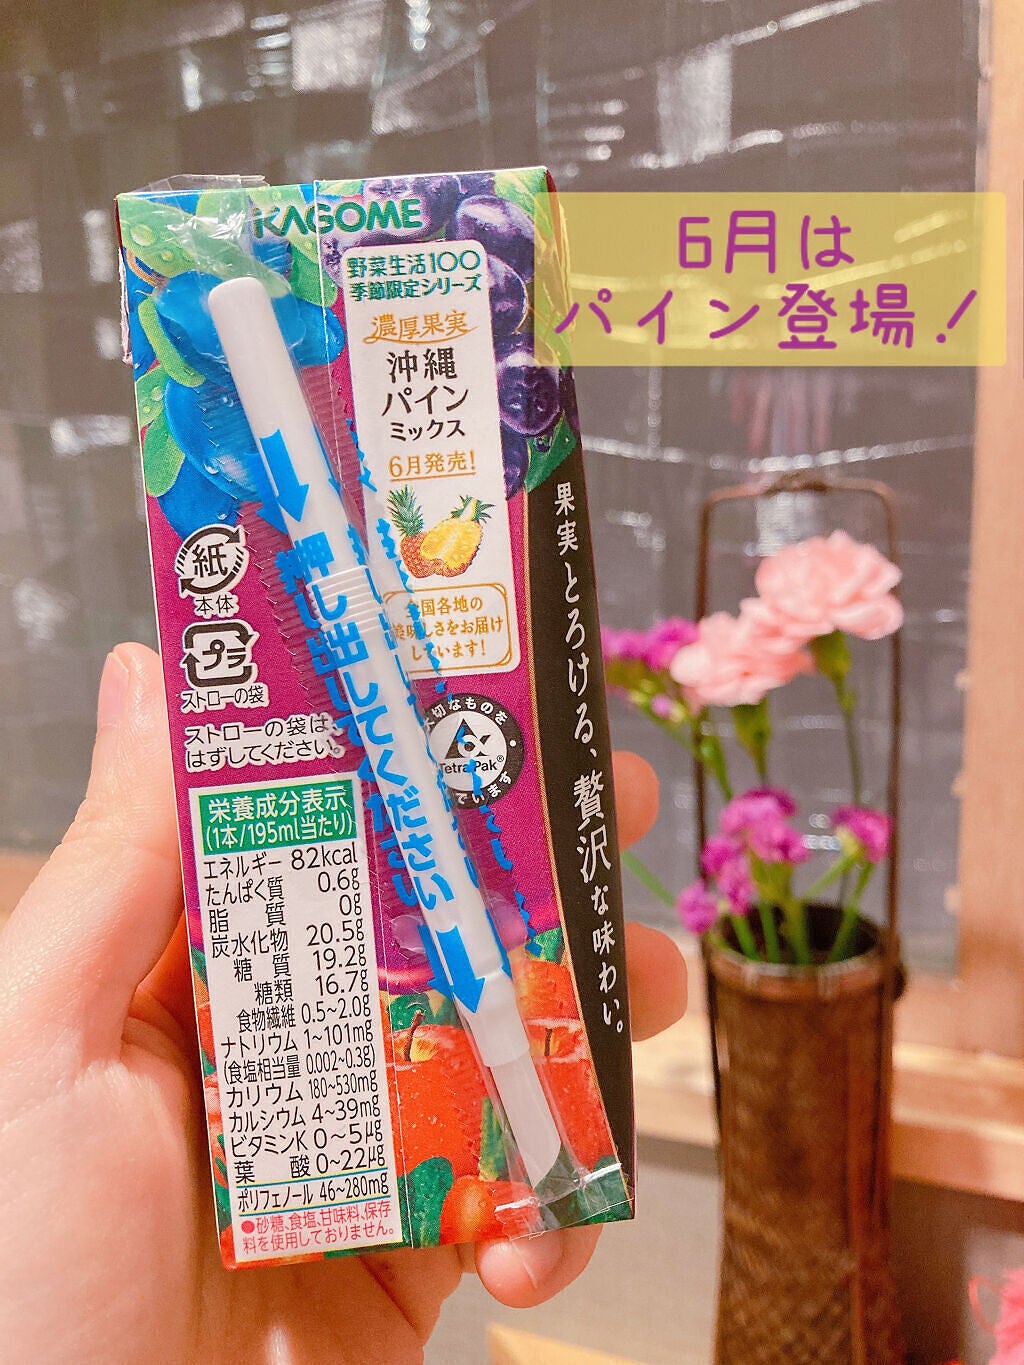 6月は
パイン登場!
KAGOME
野菜生活100
季節限定シリーズ
濃厚果実
沖縄
パイン
ミックス
6月発売!
全国各地の
美味しさをお届け
しています!
果実とろける、贅沢な味わい。
紙
本体
プラ
ストローの袋
ストローの袋は、
はずしてください。
押し出してください
大切なものを
Tetra Pak®
います
栄養成分表示
(1本/195ml当たり)
エネルギー 82kcal
たんぱく質 0.6g
脂質 0g
炭水化物 20.5g
糖質 19.2g
糖類 16.7g
食物繊維 0.5~2.0g
ナトリウム 1~101mg
(食塩相当量 0.002~0.3g)
カリウム 180~530mg
カルシウム 4~39mg
ビタミンK 0~5μg
葉酸 0~22μg
ポリフェノール 46~280mg
●砂糖、食塩、甘味料、保存
料を使用しておりません。